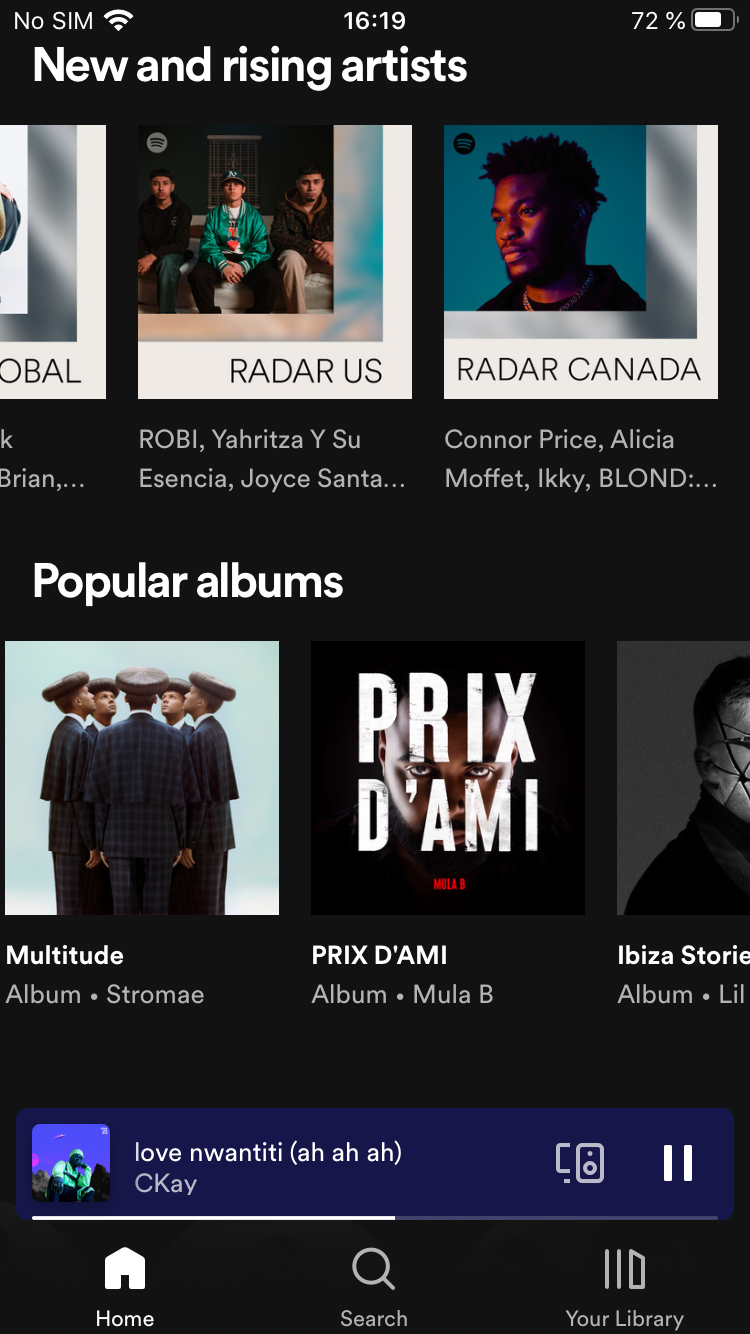 No SIM 16:19 72 %
New and rising artists
OBAL
RADAR US
RADAR CANADA
k
Brian,...
ROBI, Yahritza Y Su
Esencia, Joyce Santa...
Connor Price, Alicia
Moffet, Ikky, BLOND:...
Popular albums
PRIX
D'AMI
MULA B
Multitude
Album • Stromae
PRIX D'AMI
Album • Mula B
Ibiza Storie
Album • Lil
love nwantiti (ah ah ah)
CKay
Home
Search
Your Library